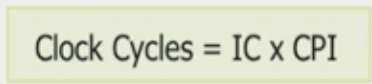 Clock Cycles = IC x CPI